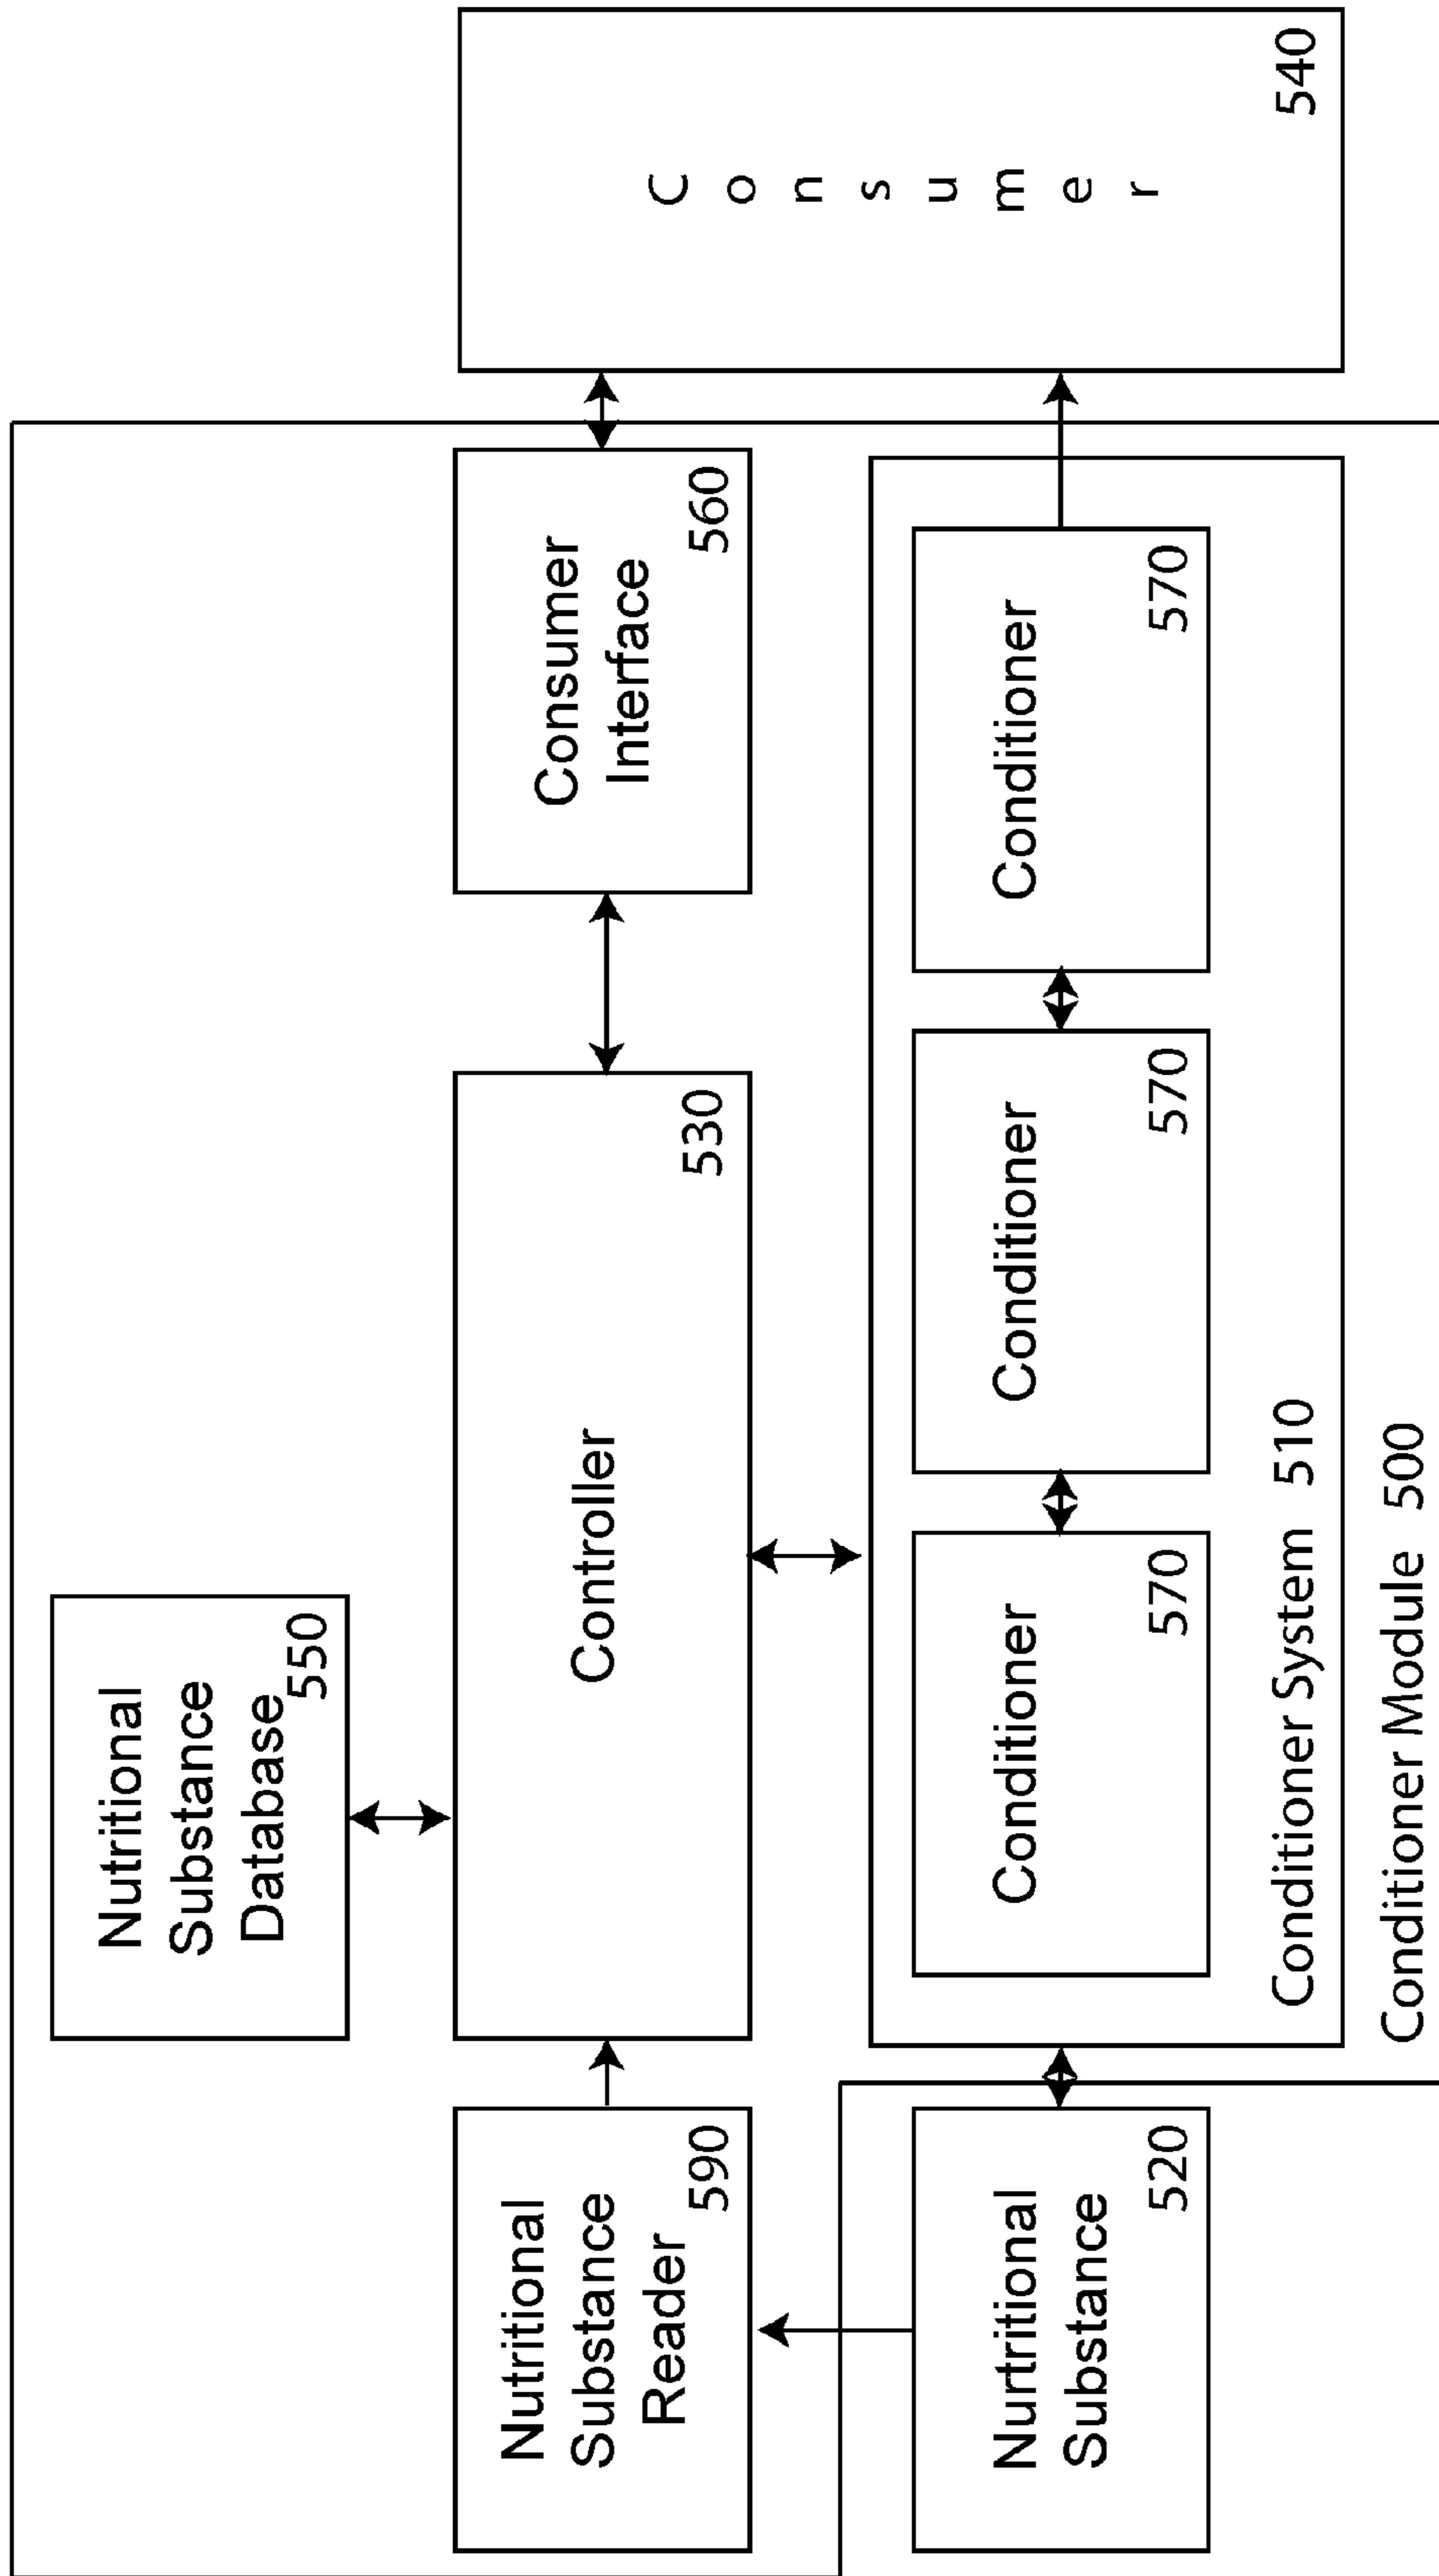 Nutritional
Substance
Database
550
Nutritional
Substance
Reader
590
Controller
530
Consumer
Interface
560
Consumer
540
Nurtritional
Substance
520
Conditioner
570
Conditioner
570
Conditioner
570
Conditioner System 510
Conditioner Module 500